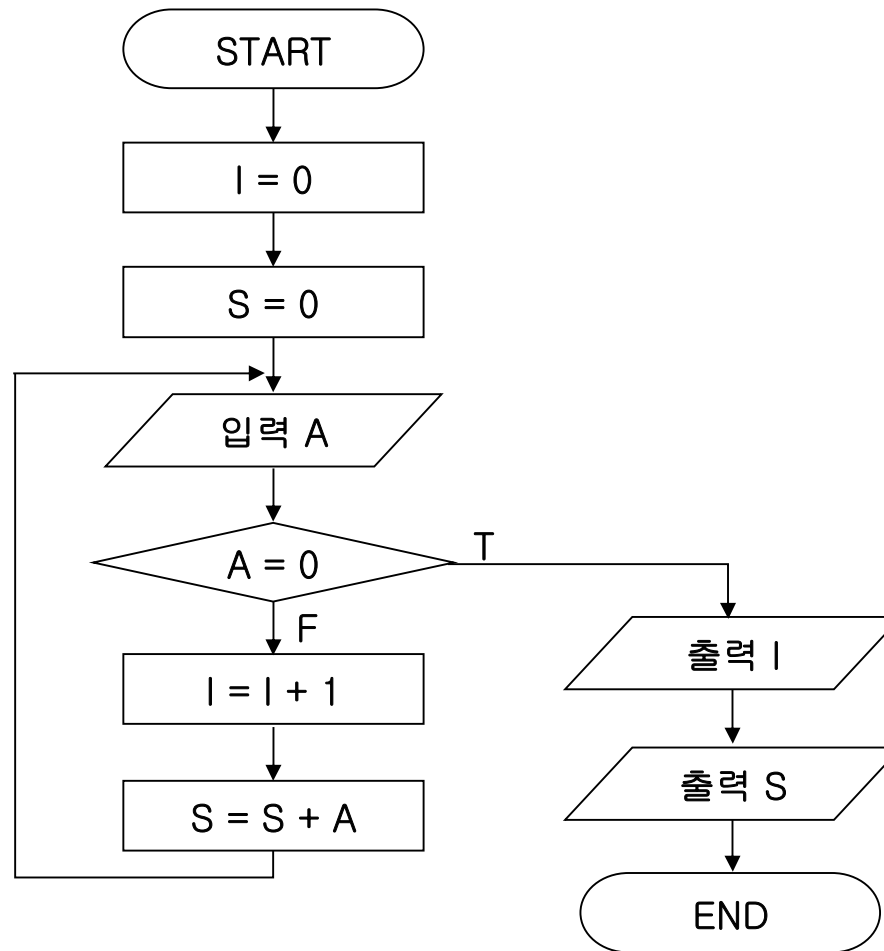 START
I = 0
S = 0
입력 A
A = 0
T
F
I = I + 1
S = S + A
출력 I
출력 S
END